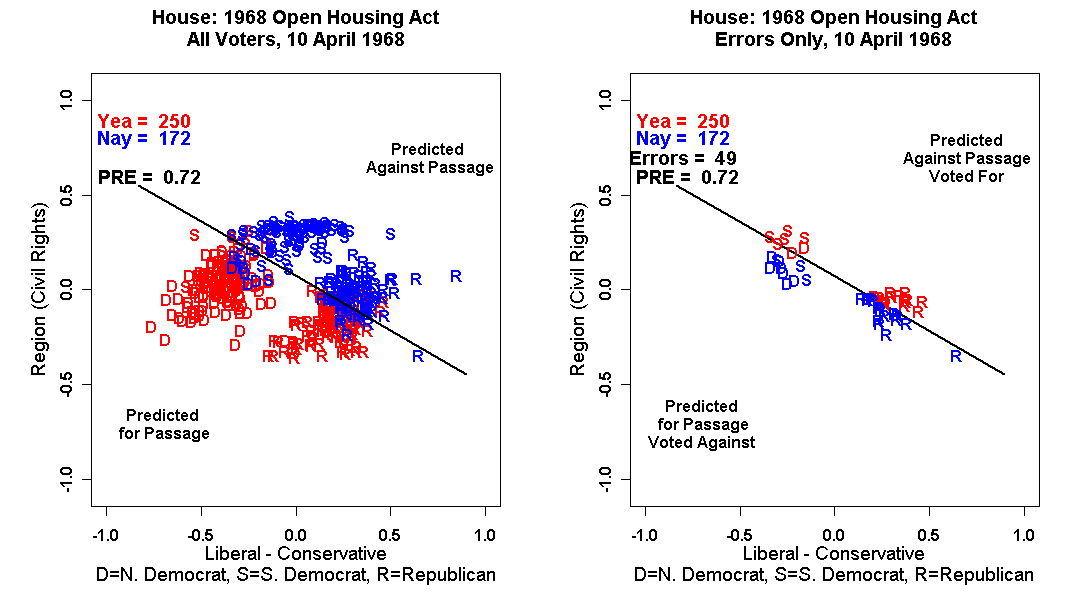 House: 1968 Open Housing Act
All Voters, 10 April 1968
Yea = 250
Nay = 172
PRE = 0.72
Predicted
Against Passage
Predicted
for Passage
Region (Civil Rights)
1.0
0.5
0.0
-0.5
-1.0
-1.0
-0.5
0.0
0.5
1.0
Liberal - Conservative
D=N. Democrat, S=S. Democrat, R=Republican
House: 1968 Open Housing Act
Errors Only, 10 April 1968
Yea = 250
Nay = 172
Errors = 49
PRE = 0.72
Predicted
Against Passage
Voted For
Predicted
for Passage
Voted Against
Region (Civil Rights)
1.0
0.5
0.0
-0.5
-1.0
-1.0
-0.5
0.0
0.5
1.0
Liberal - Conservative
D=N. Democrat, S=S. Democrat, R=Republican